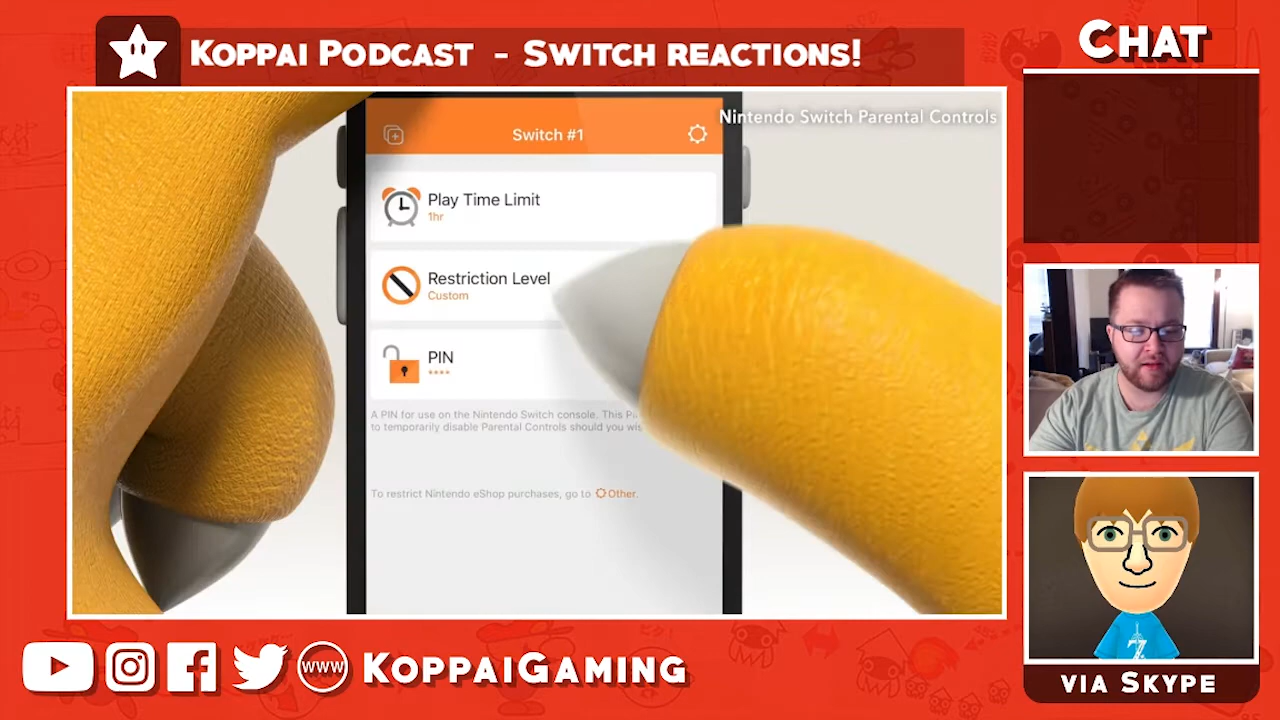 Koppai Podcast - Switch reactions!
Chat
Nintendo Switch Parental Controls
Switch #1
Play Time Limit
1hr
Restriction Level
Custom
PIN
****
A PIN for use on the Nintendo Switch console. This
to temporarily disable Parental Controls should you
To restrict Nintendo eShop purchases, go to Other.
www
KoppaiGaming
via Skype